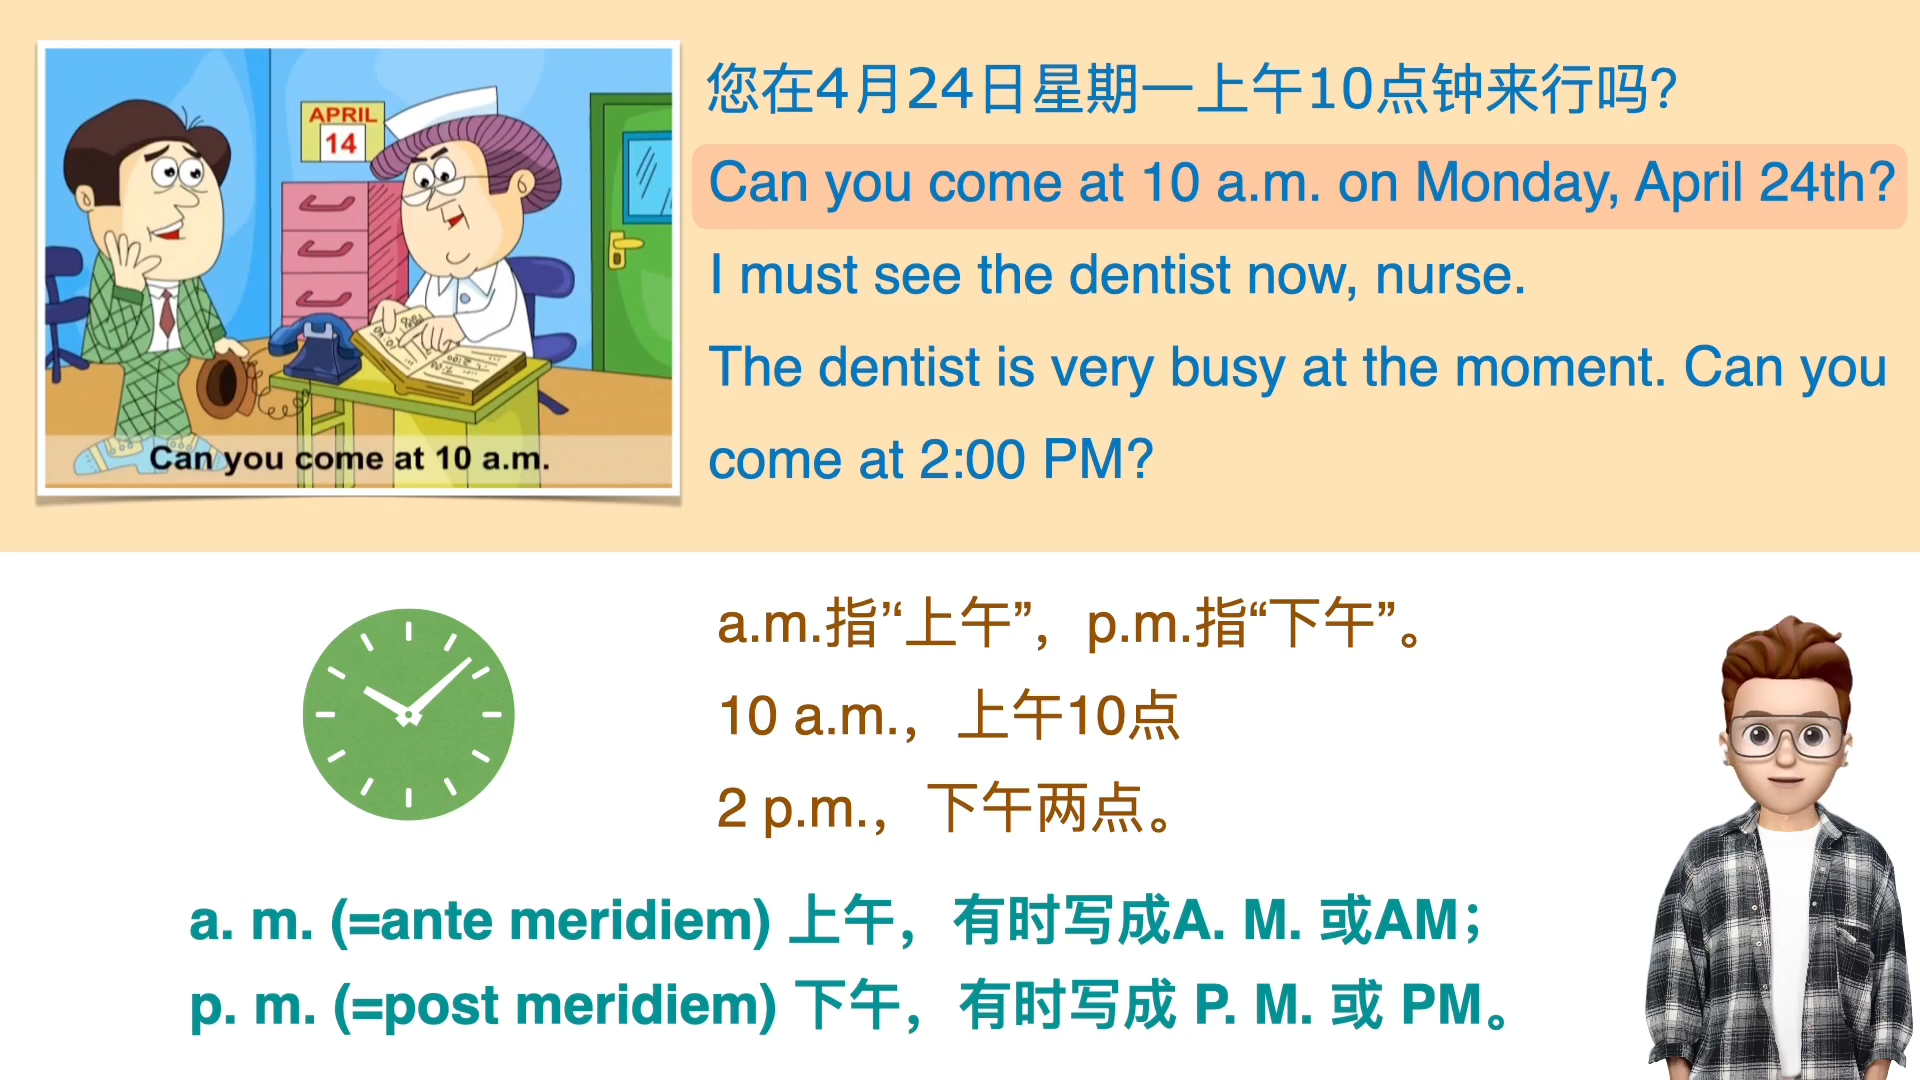 APRIL
14
Can you come at 10 a.m.
您在4月24日星期一上午10点钟来行吗?
Can you come at 10 a.m. on Monday, April 24th?
I must see the dentist now, nurse.
The dentist is very busy at the moment. Can you
come at 2:00 PM?
a.m.指”“上午”，p.m.指“下午”。
10 a.m.，上午10点
2 p.m.，下午两点。
a. m. (=ante meridiem) 上午，有时写成A. M. 或AM；
p. m. (=post meridiem) 下午，有时写成 P. M. 或 PM。